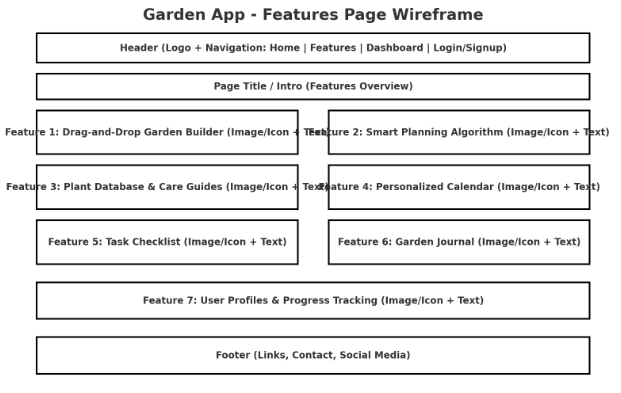 Garden App - Features Page Wireframe
Header (Logo + Navigation: Home | Features | Dashboard | Login/Signup)
Page Title / Intro (Features Overview)
Feature 1: Drag-and-Drop Garden Builder (Image/Icon + Text)
Feature 2: Smart Planning Algorithm (Image/Icon + Text)
Feature 3: Plant Database & Care Guides (Image/Icon + Text)
Feature 4: Personalized Calendar (Image/Icon + Text)
Feature 5: Task Checklist (Image/Icon + Text)
Feature 6: Garden Journal (Image/Icon + Text)
Feature 7: User Profiles & Progress Tracking (Image/Icon + Text)
Footer (Links, Contact, Social Media)